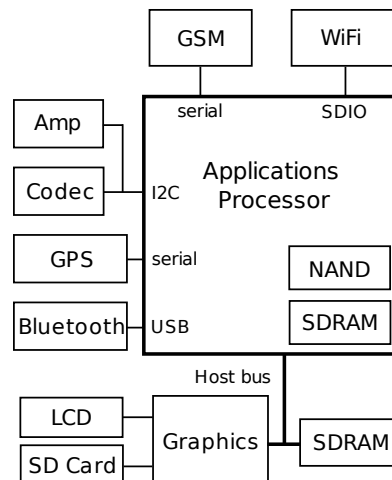 GSM
WiFi
serial
SDIO
Amp
Codec
I2C
Applications
Processor
GPS
serial
NAND
Bluetooth
USB
SDRAM
Host bus
LCD
Graphics
SDRAM
SD Card